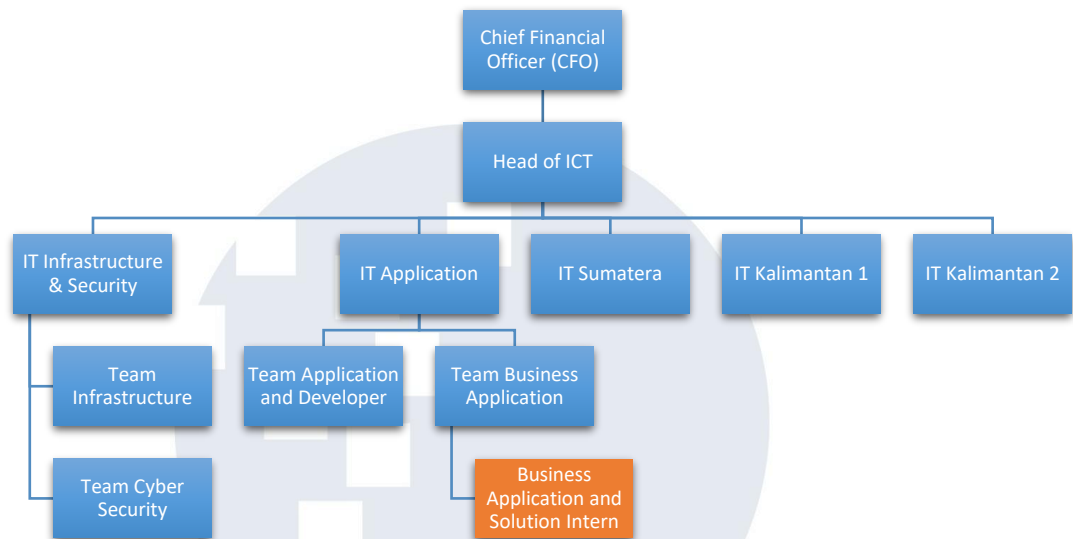 Chief Financial
Officer (CFO)
Head of ICT
IT Infrastructure
& Security
IT Application
IT Sumatera
IT Kalimantan 1
IT Kalimantan 2
Team
Infrastructure
Team Application
and Developer
Team Business
Application
Team Cyber
Security
Business
Application and
Solution Intern